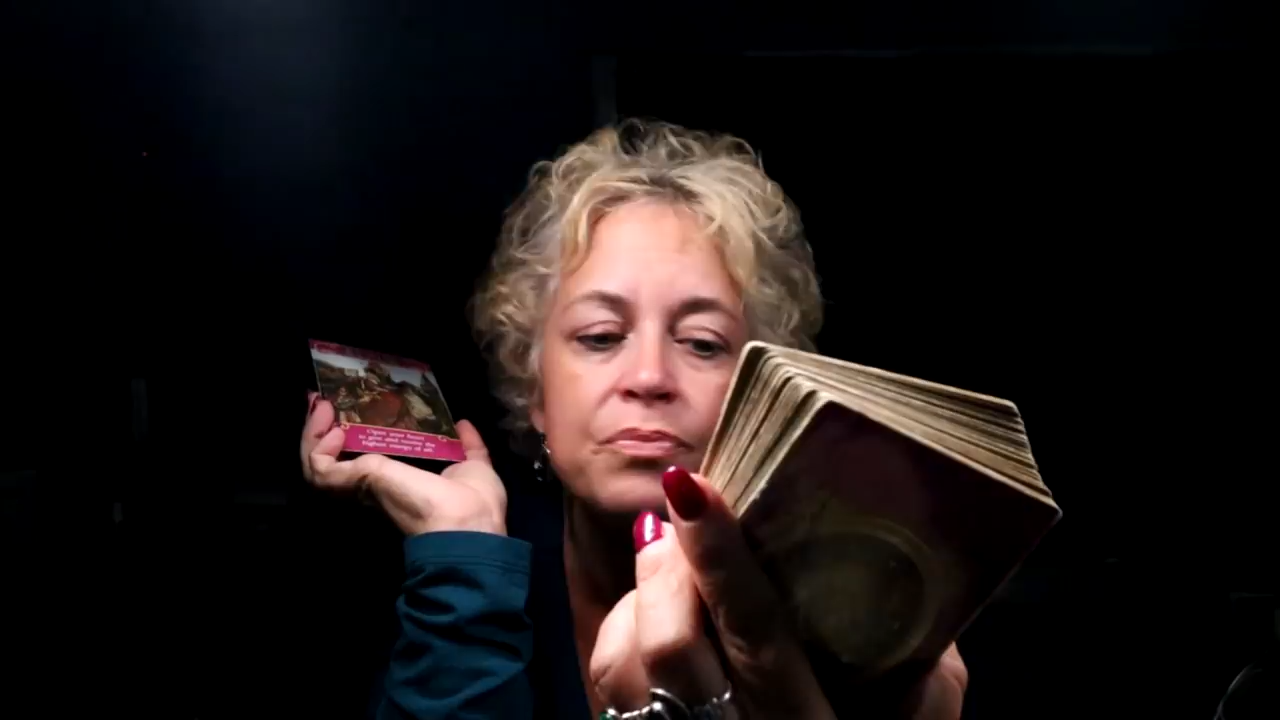 Open your heart
to give and receive the
highest energy of all.